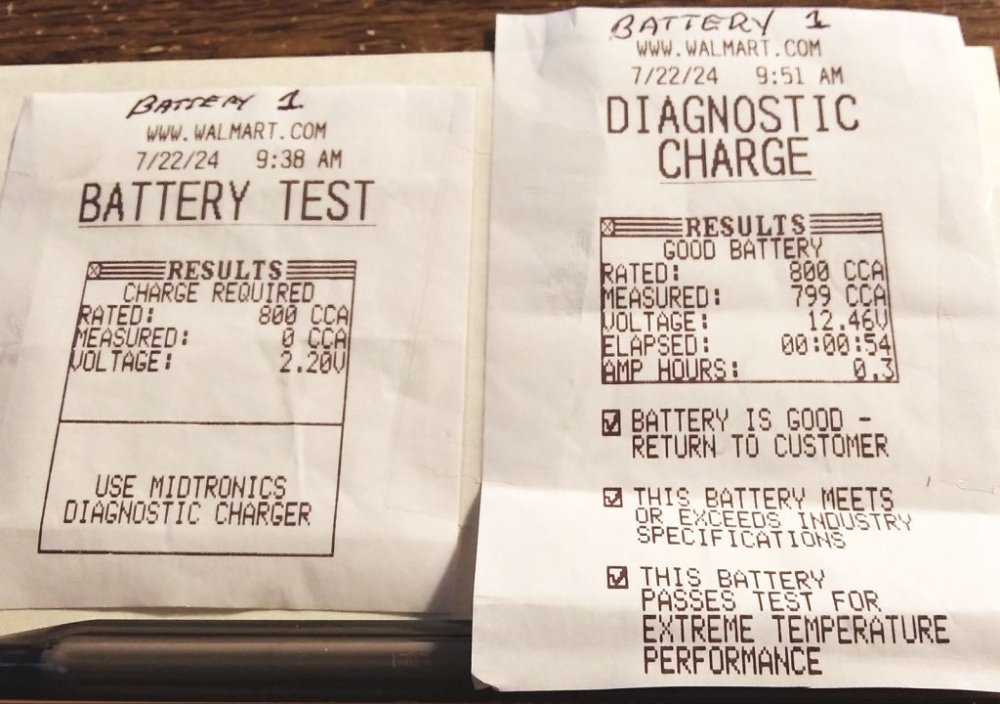 BATTERY 1
WWW.WALMART.COM
7/22/24 9:38 AM
BATTERY TEST
RESULTS
CHARGE REQUIRED
RATED: 800 CCA
MEASURED: 0 CCA
VOLTAGE: 2.20V
USE MIDTRONICS
DIAGNOSTIC CHARGER
BATTERY 1
WWW.WALMART.COM
7/22/24 9:51 AM
DIAGNOSTIC
CHARGE
RESULTS
GOOD BATTERY
RATED: 800 CCA
MEASURED: 799 CCA
VOLTAGE: 12.46V
ELAPSED: 00:00:54
AMP HOURS: 0.3
BATTERY IS GOOD -
RETURN TO CUSTOMER
THIS BATTERY MEETS
OR EXCEEDS INDUSTRY
SPECIFICATIONS
THIS BATTERY
PASSES TEST FOR
EXTREME TEMPERATURE
PERFORMANCE